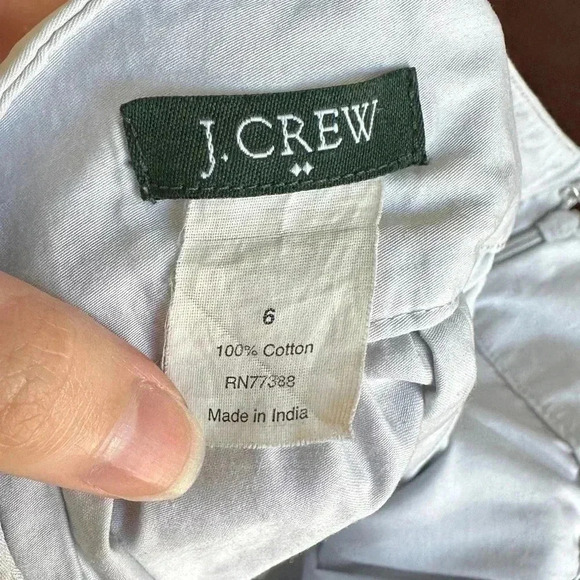 J.CREW
6
100% Cotton
RN77388
Made in India